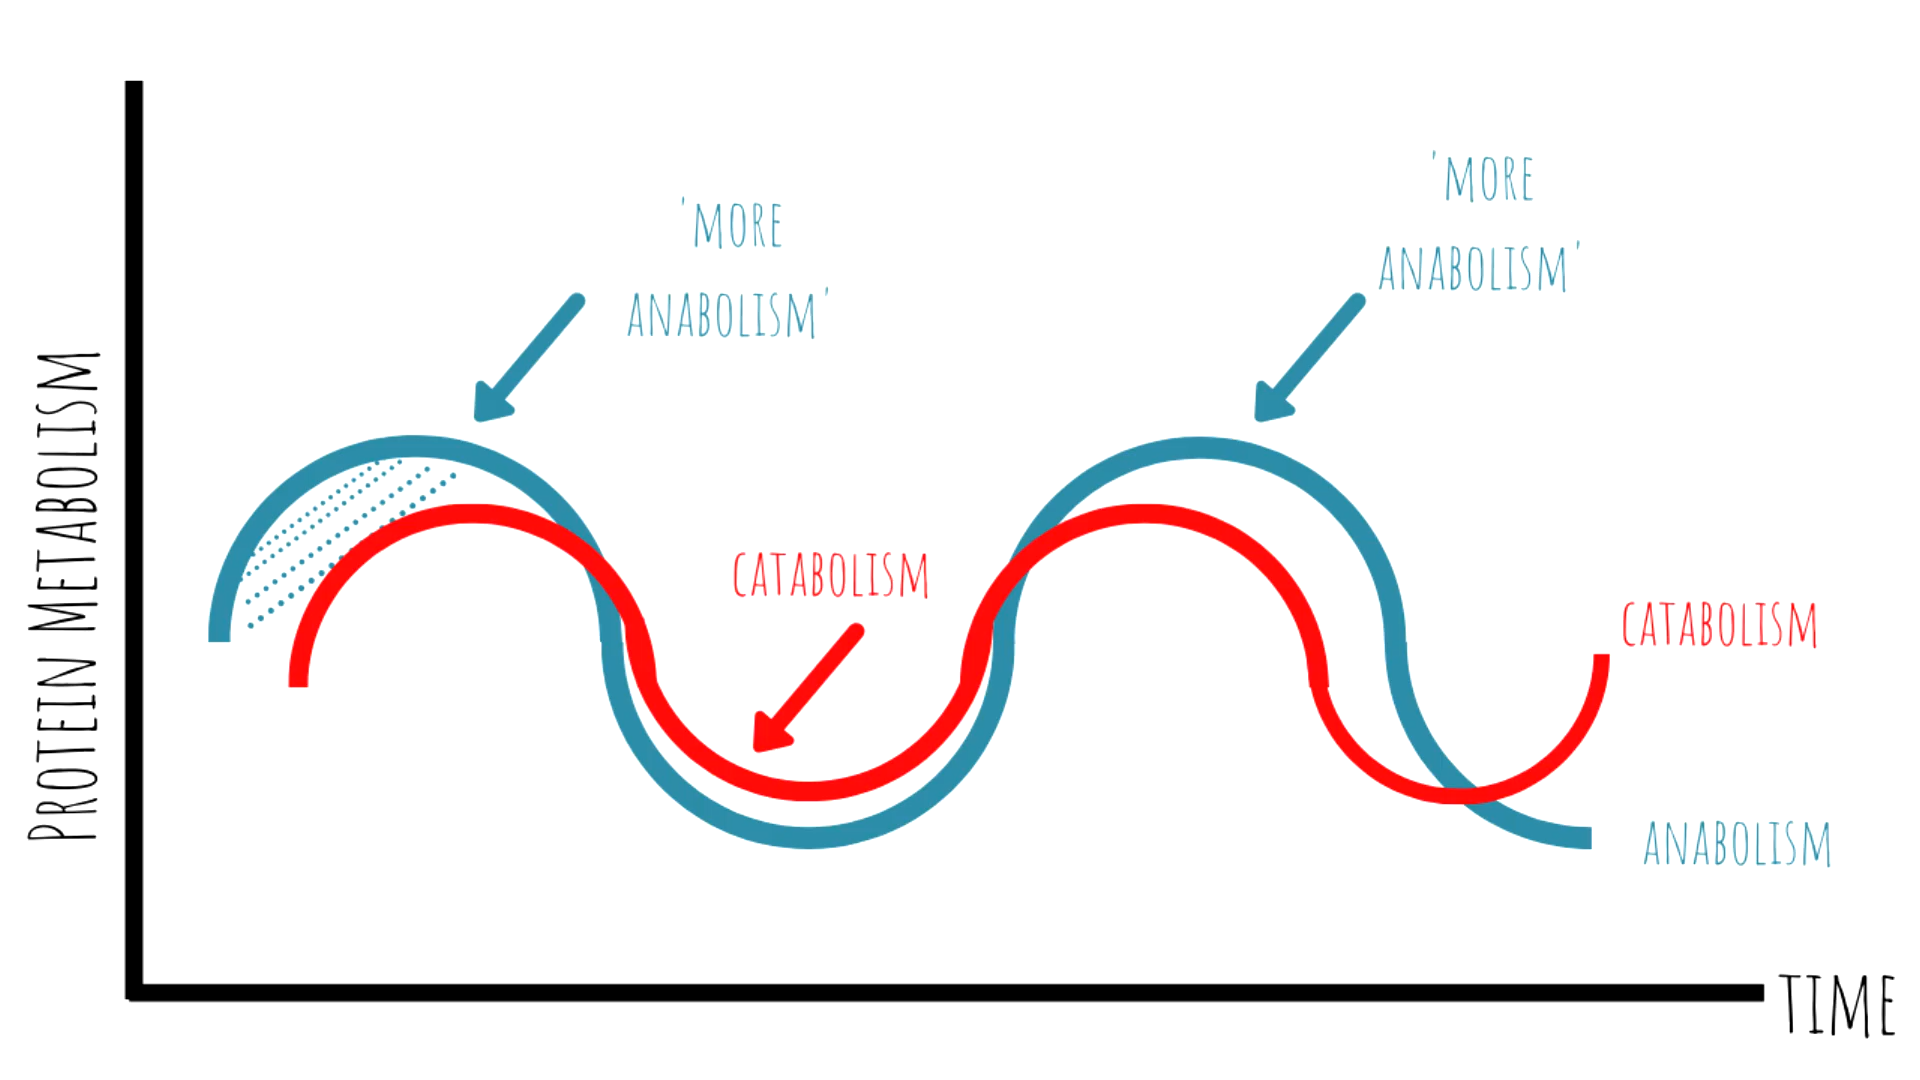 'MORE
ANABOLISM'
'MORE
ANABOLISM'
CATABOLISM
CATABOLISM
ANABOLISM
PROTEIN METABOLISM
TIME